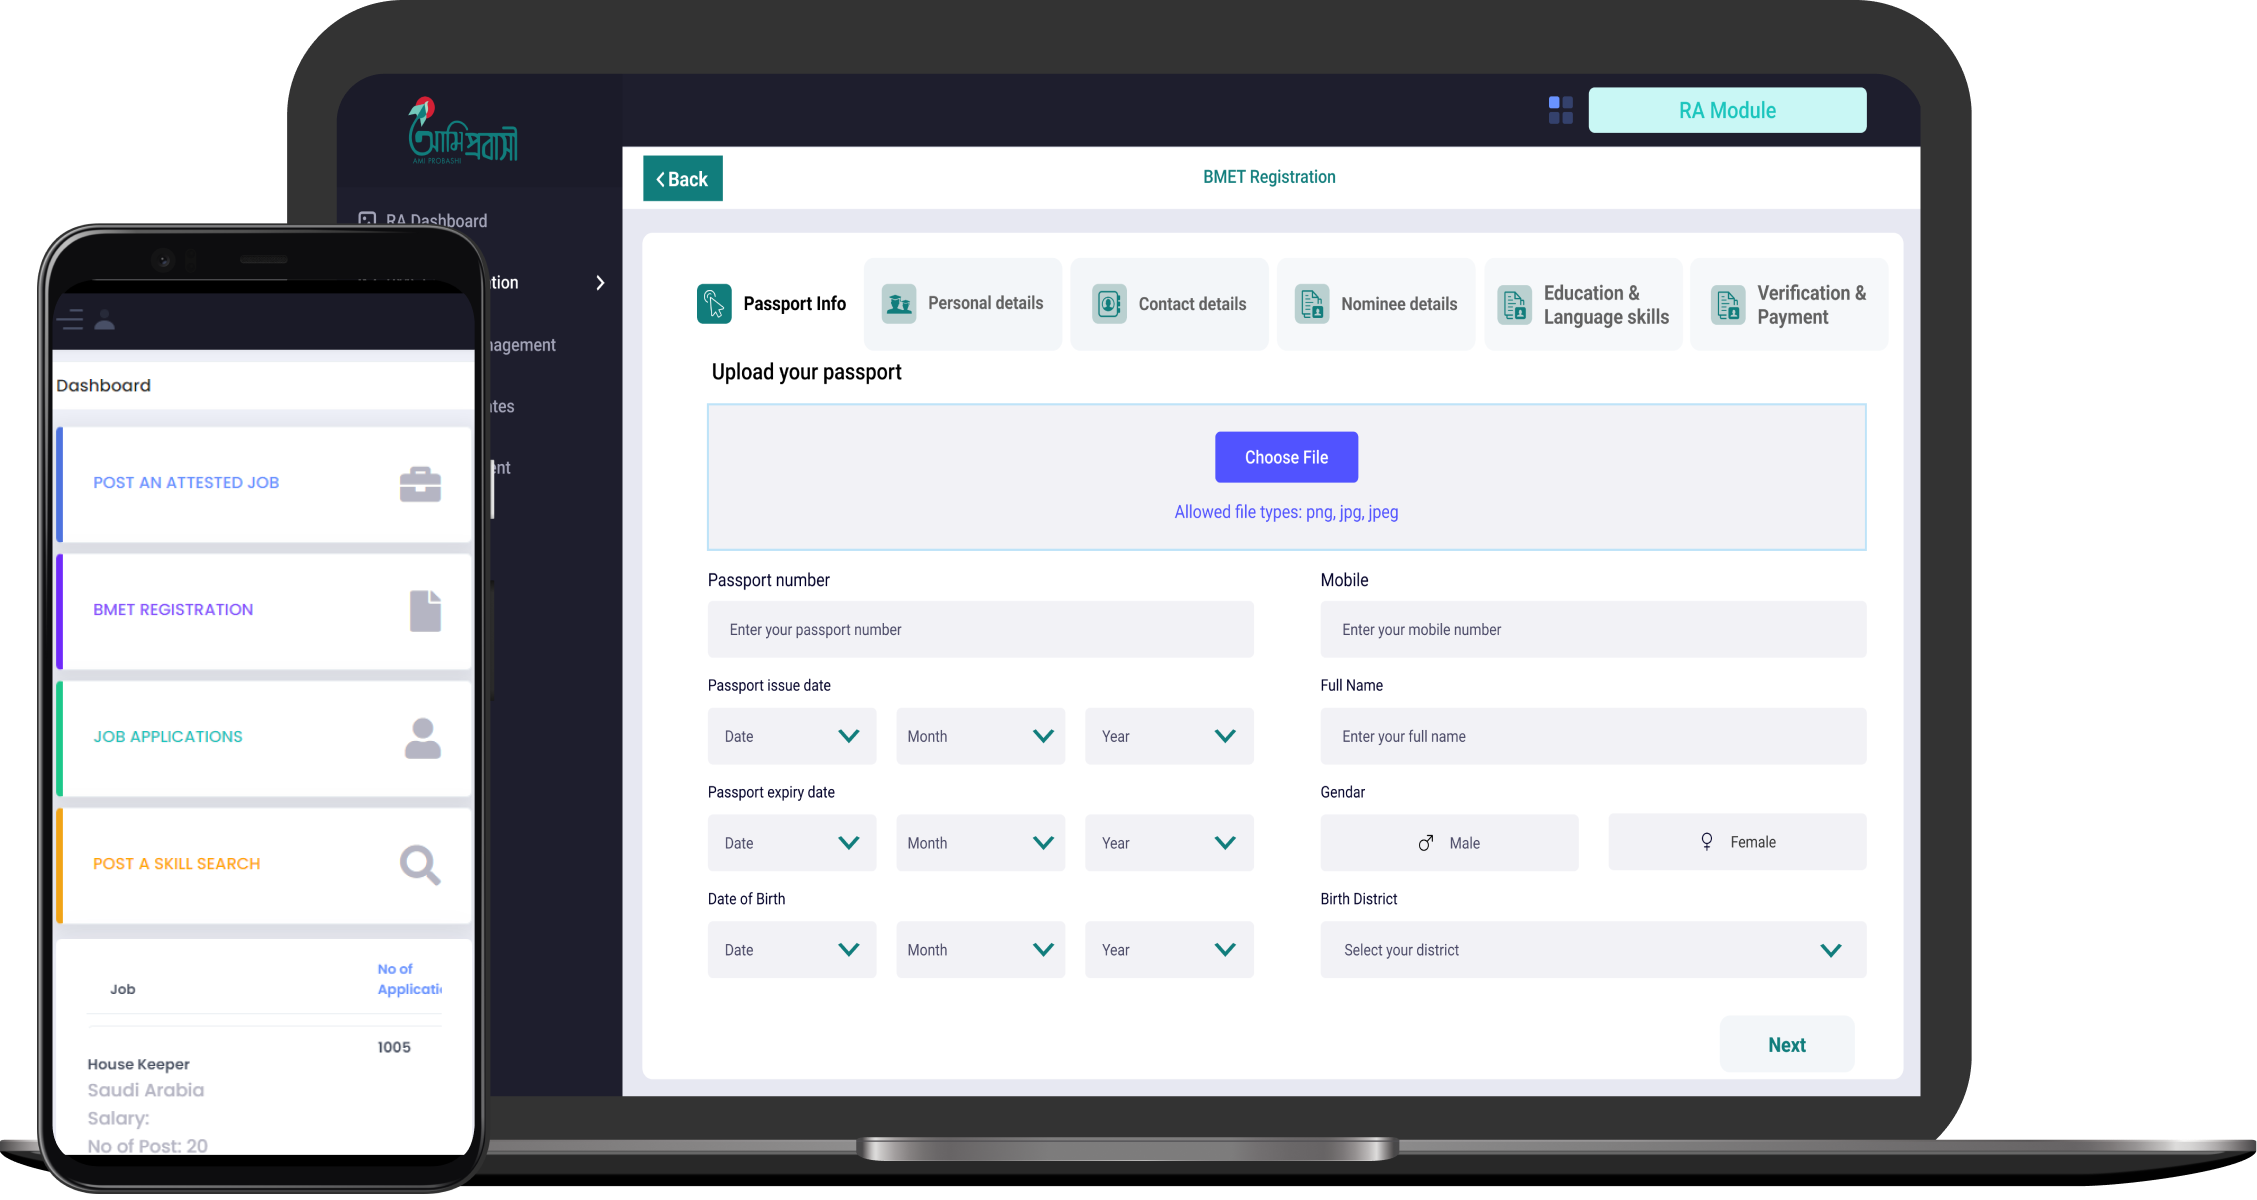 আমি প্রবাসী
AMI PROBASHI
RA Module
Back
BMET Registration
RA Dashboard
Passport Info
Personal details
Contact details
Nominee details
Education &
Language skills
Verification &
Payment
Upload your passport
Choose File
Allowed file types: png, jpg, jpeg
Passport number
Enter your passport number
Mobile
Enter your mobile number
Passport issue date
Date
Month
Year
Full Name
Enter your full name
Passport expiry date
Date
Month
Year
Gendar
Male
Female
Date of Birth
Date
Month
Year
Birth District
Select your district
Next
Dashboard
POST AN ATTESTED JOB
BMET REGISTRATION
JOB APPLICATIONS
POST A SKILL SEARCH
Job
No of
1005
House Keeper
Saudi Arabia
Salary:
No of Post: 20